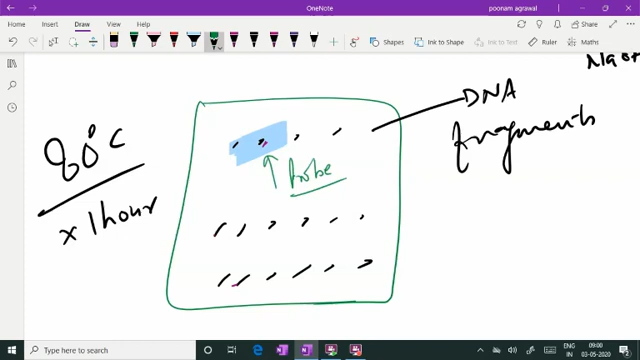 OneNote
poonam agrawal
File Home Insert Draw View Help
Share
Shapes Ink to Shape Ink to Text Ruler Maths
DNA
fragments
80°C
x 1 hour
Probe
Type here to search
ENG
IN
09:00
03-05-2020